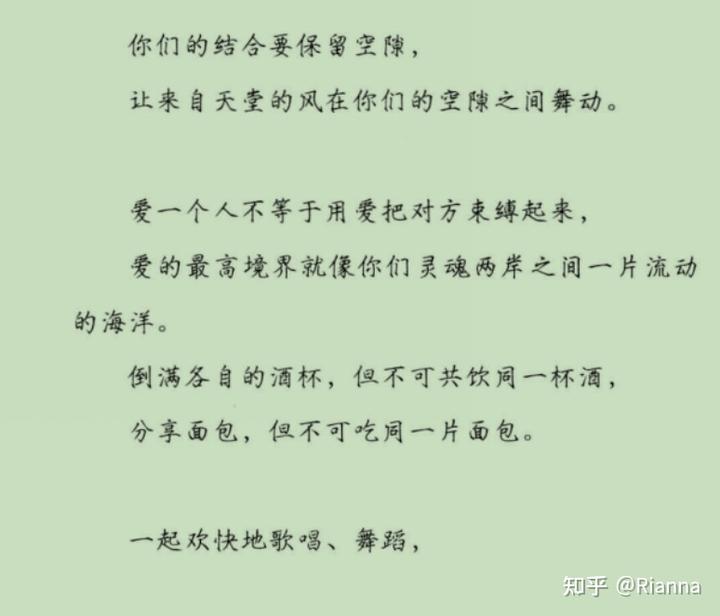 你们的结合要保留空隙，
让来自天堂的风在你们的空隙之间舞动。
爱一个人不等于用爱把对方束缚起来，
爱的最高境界就像你们灵魂两岸之间一片流动
的海洋。
倒满各自的酒杯，但不可共饮同一杯酒，
分享面包，但不可吃同一片面包。
一起欢快地歌唱、舞蹈，
知乎 @Rianna